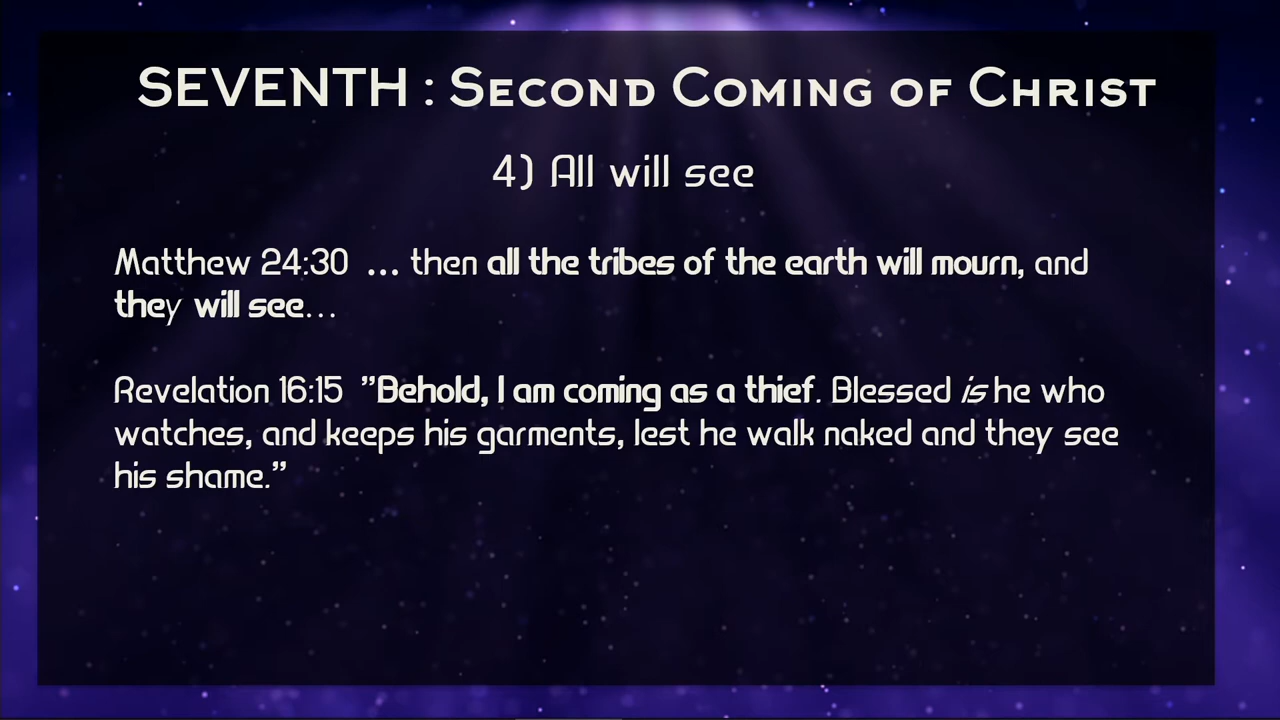 SEVENTH : Second Coming of Christ
4) All will see
Matthew 24:30 ... then all the tribes of the earth will mourn, and
they will see...
Revelation 16:15 ”Behold, I am coming as a thief. Blessed is he who
watches, and keeps his garments, lest he walk naked and they see
his shame.”